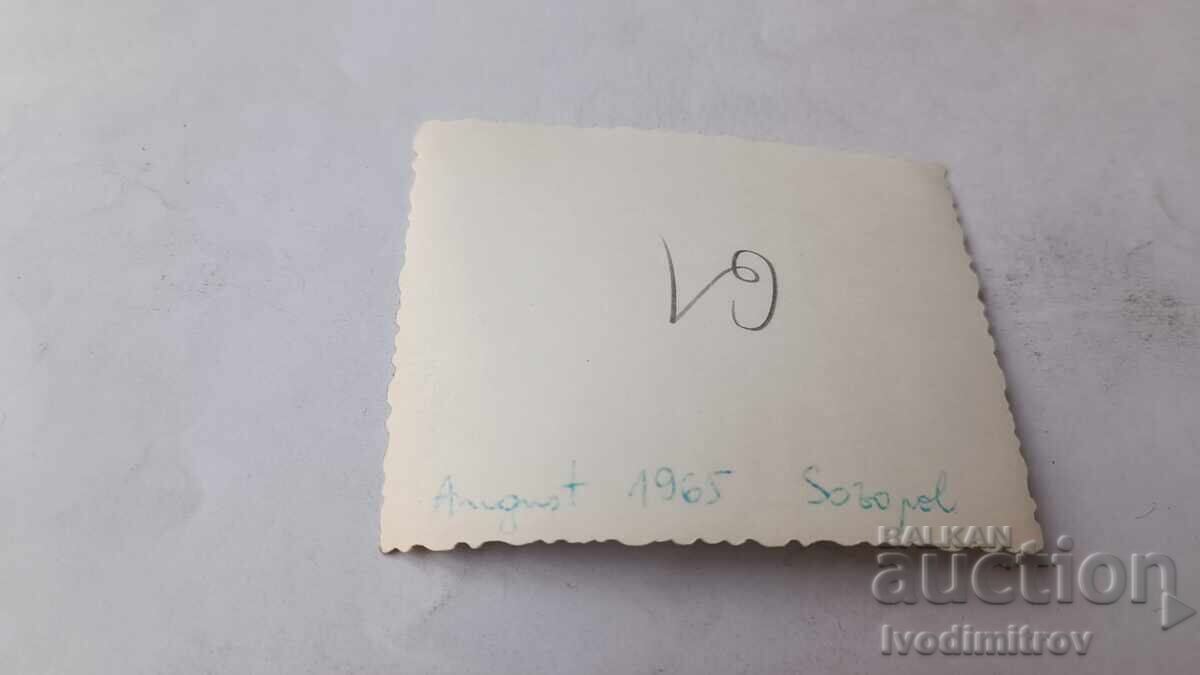 August 1965 Sozopol
BALKAN
auction
Ivodimitrov